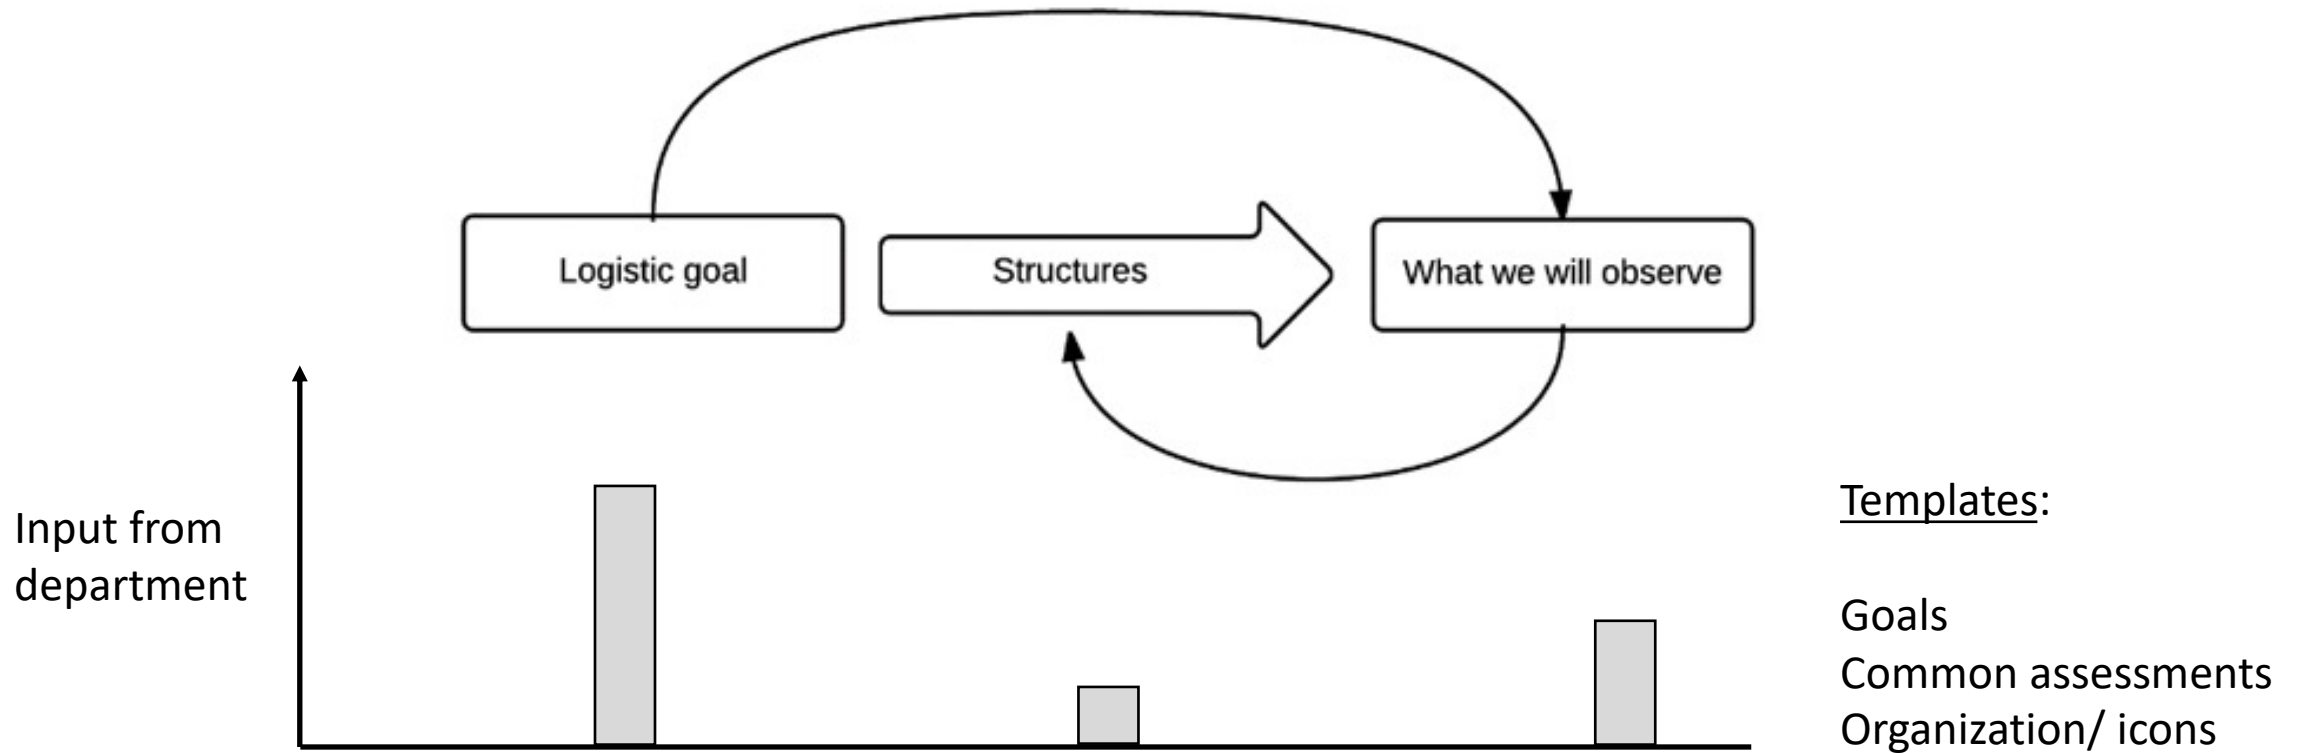 Logistic goal
Structures
What we will observe
Input from
department
Templates:
Goals
Common assessments
Organization/ icons